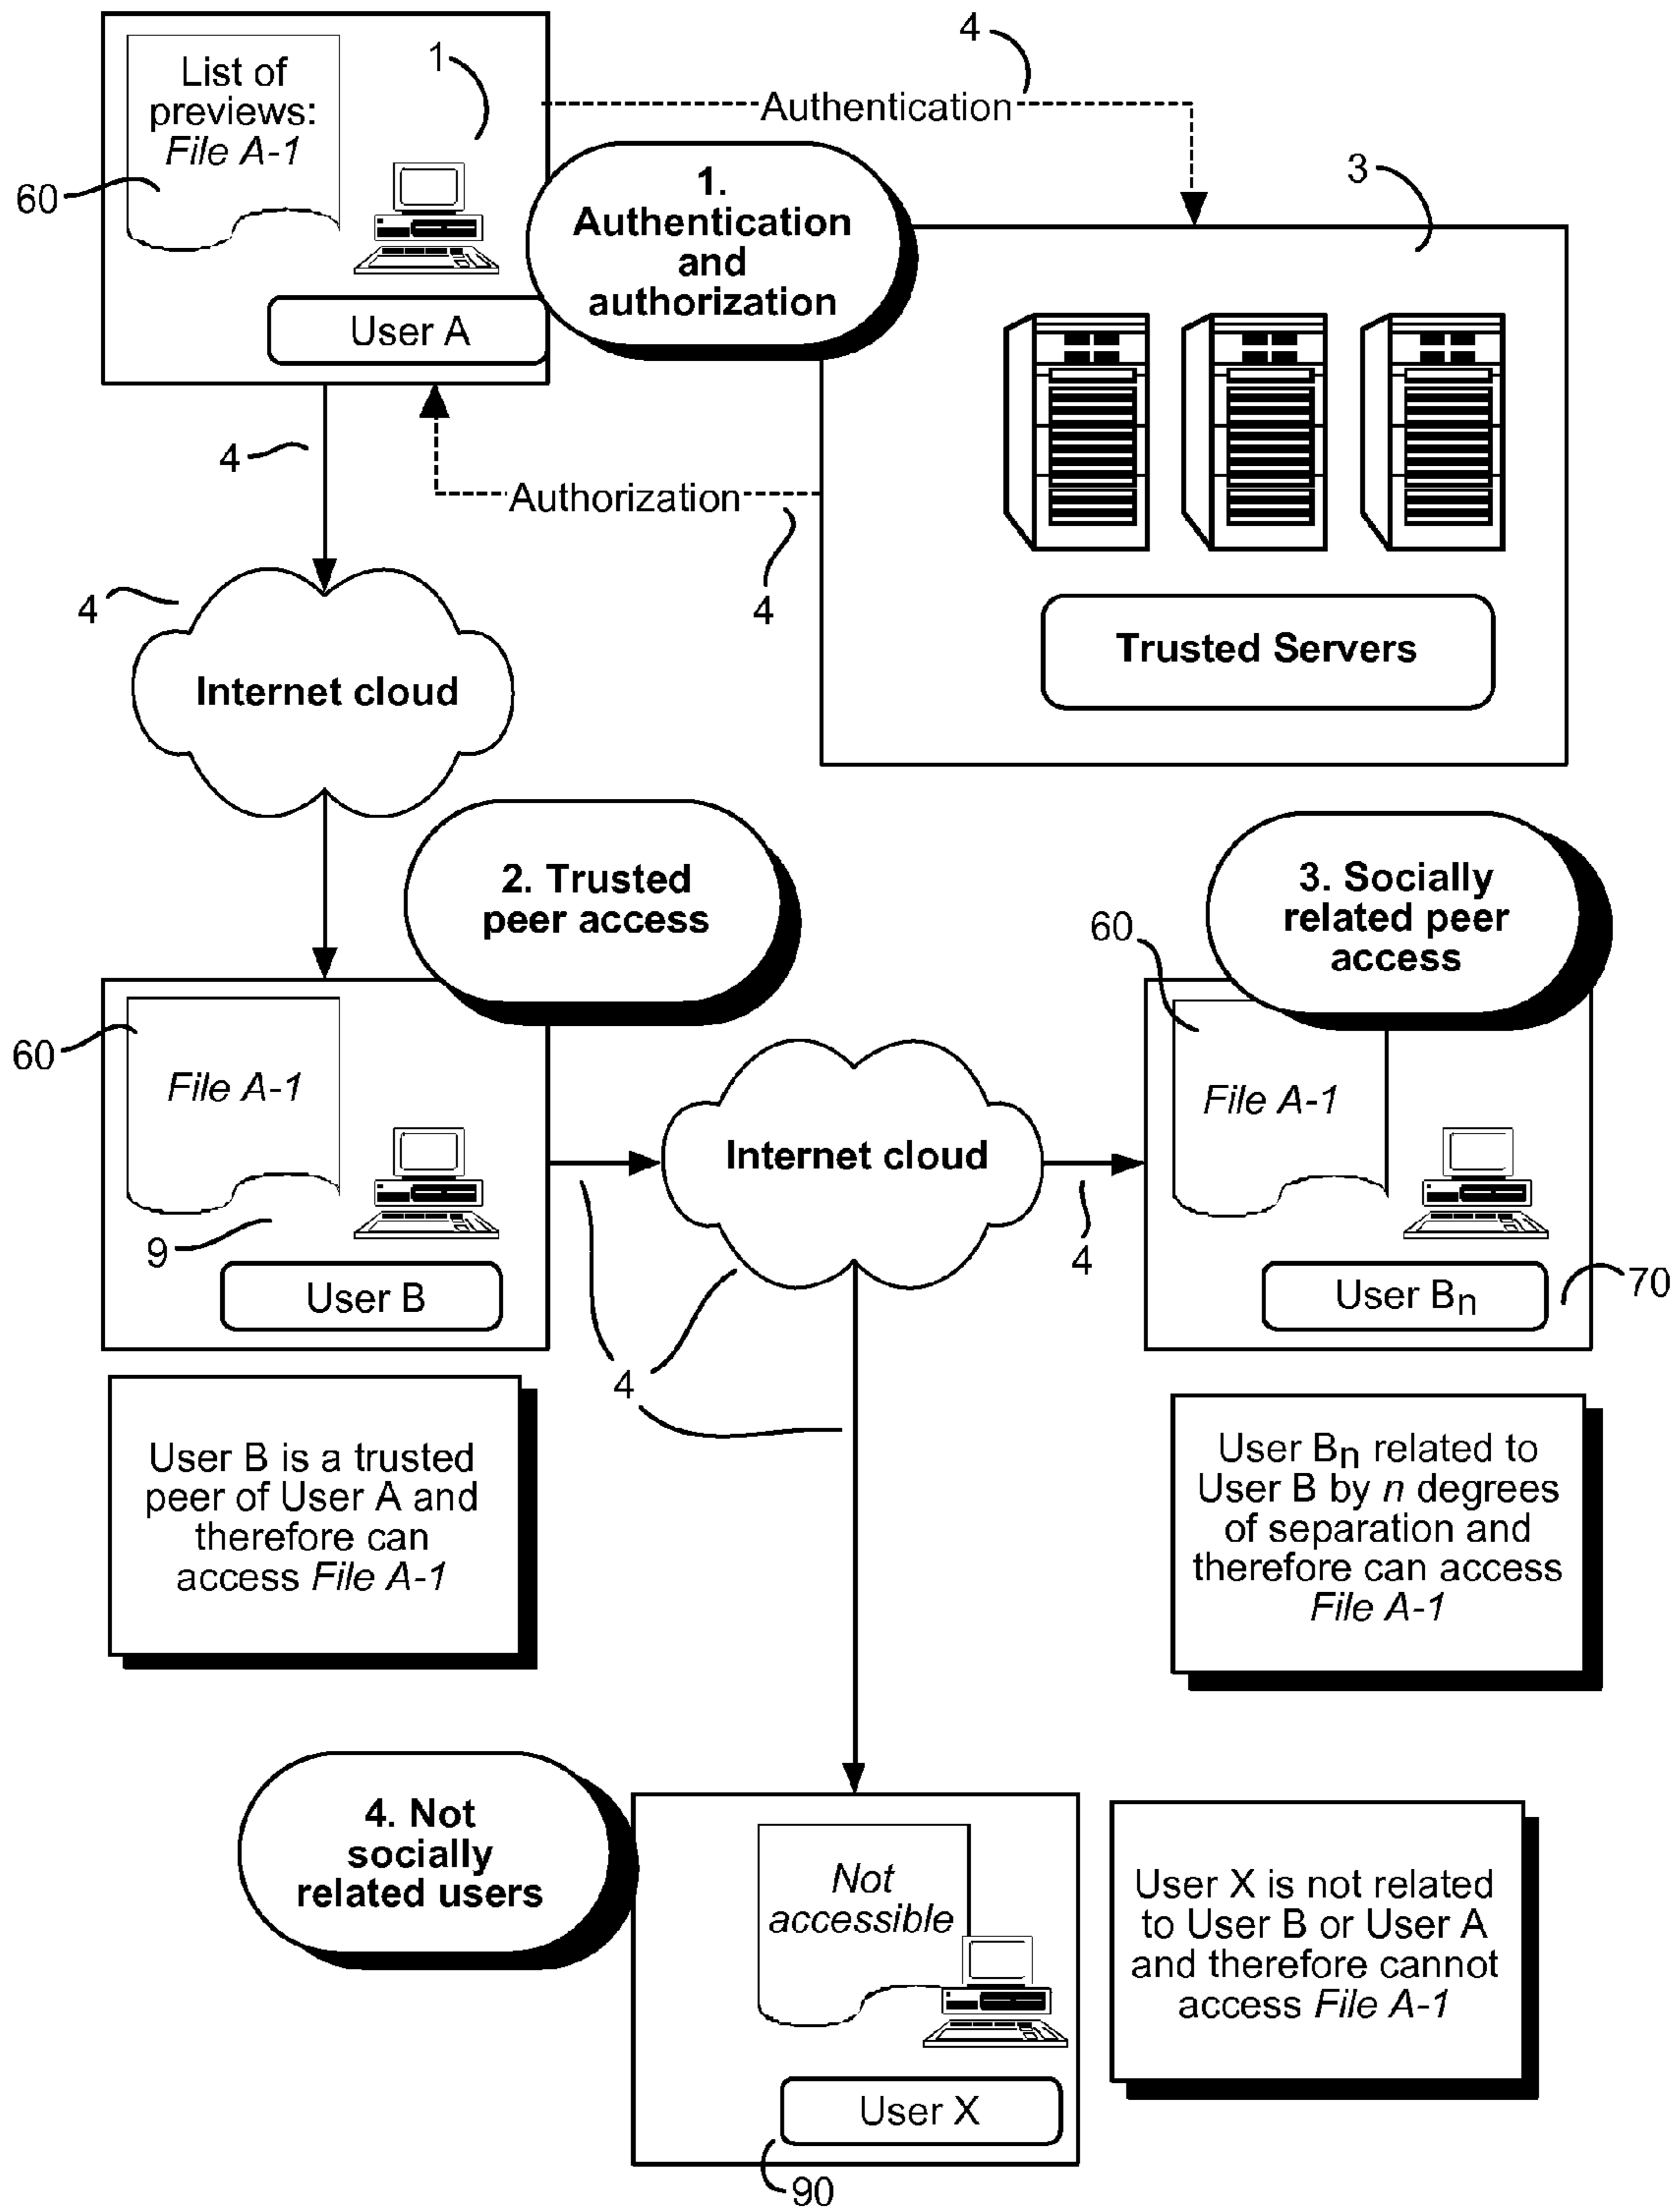 4
1
List of
previews:
File A-1
60
User A
Authentication
1.
Authentication
and
authorization
3
4
Authorization
4
Trusted Servers
4
Internet cloud
2. Trusted
peer access
3. Socially
related peer
access
60
File A-1
9
User B
Internet cloud
4
4
60
File A-1
User Bn
70
User B is a trusted
peer of User A and
therefore can
access File A-1
User Bn related to
User B by n degrees
of separation and
therefore can access
File A-1
4. Not
socially
related users
Not
accessible
User X
90
User X is not related
to User B or User A
and therefore cannot
access File A-1